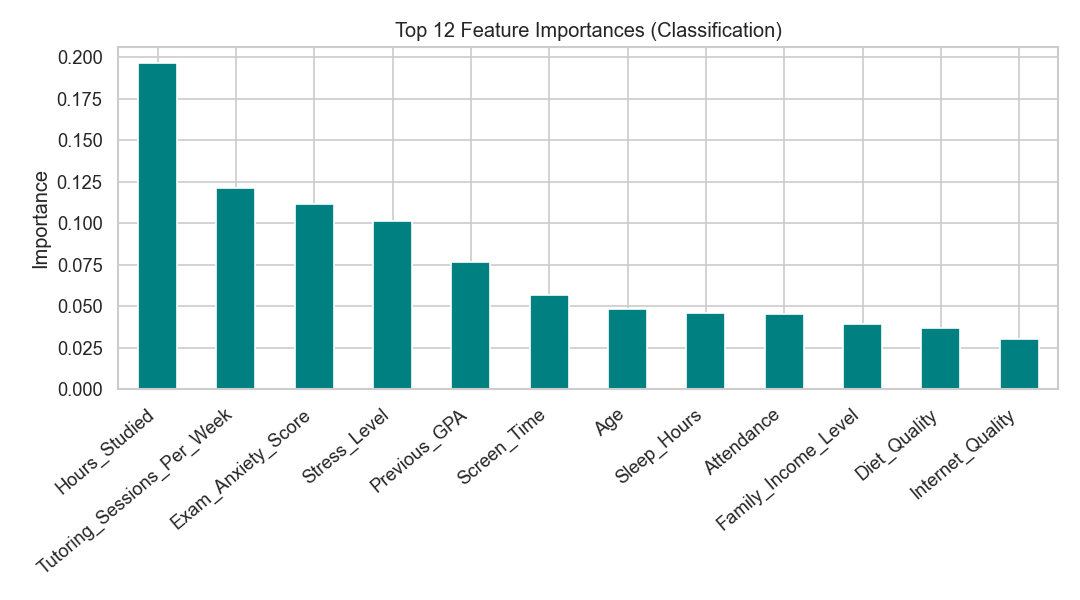 Top 12 Feature Importances (Classification)
Importance
0.200
0.175
0.150
0.125
0.100
0.075
0.050
0.025
0.000
Hours_Studied
Tutoring_Sessions_Per_Week
Exam_Anxiety_Score
Stress_Level
Previous_GPA
Screen_Time
Age
Sleep_Hours
Attendance
Family_Income_Level
Diet_Quality
Internet_Quality